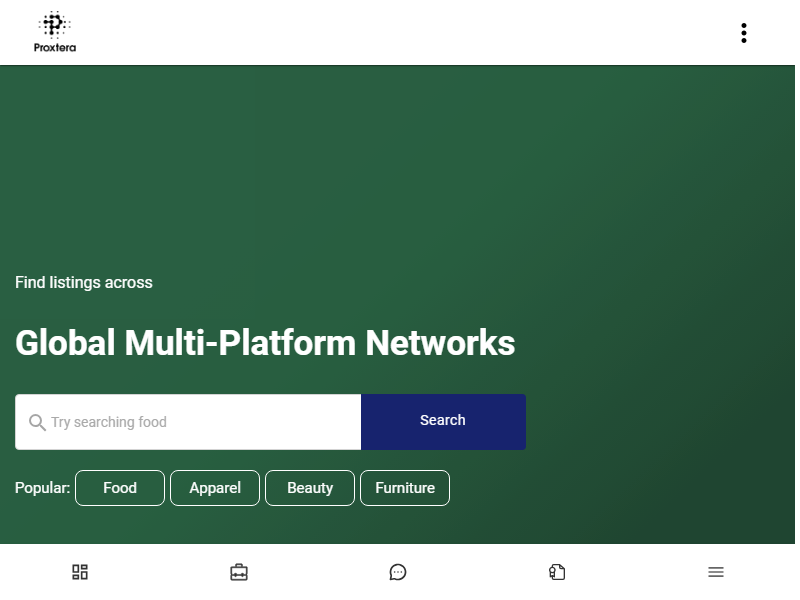 Proxtera
Find listings across
Global Multi-Platform Networks
Try searching food
Search
Popular:
Food
Apparel
Beauty
Furniture